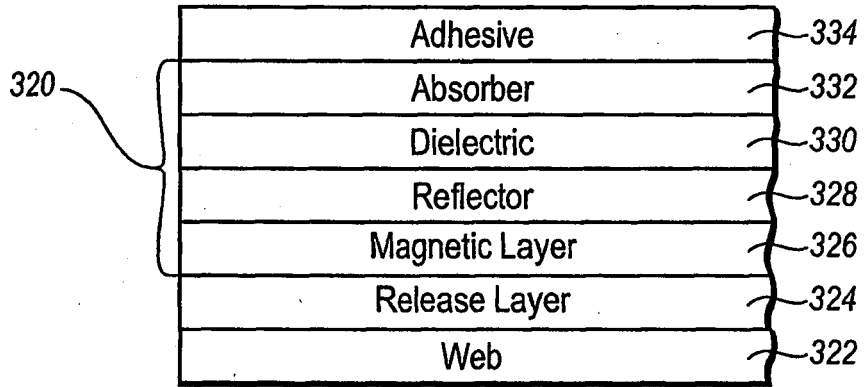 Adhesive 334
320 Absorber 332
Dielectric 330
Reflector 328
Magnetic Layer 326
Release Layer 324
Web 322